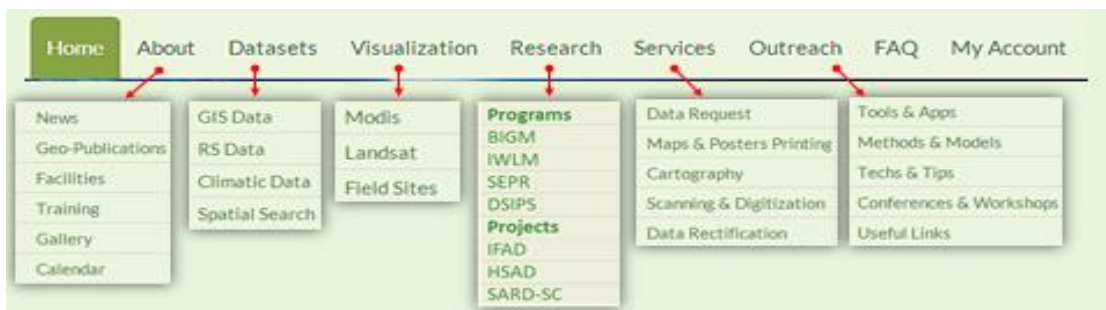 Home About Datasets Visualization Research Services Outreach FAQ My Account
News
Geo-Publications
Facilities
Training
Gallery
Calendar
GIS Data
RS Data
Climatic Data
Spatial Search
Modis
Landsat
Field Sites
Programs
BIGM
IWLM
SEPR
DSIPS
Projects
IFAD
HSAD
SARD-SC
Data Request
Maps & Posters Printing
Cartography
Scanning & Digitization
Data Rectification
Tools & Apps
Methods & Models
Techs & Tips
Conferences & Workshops
Useful Links